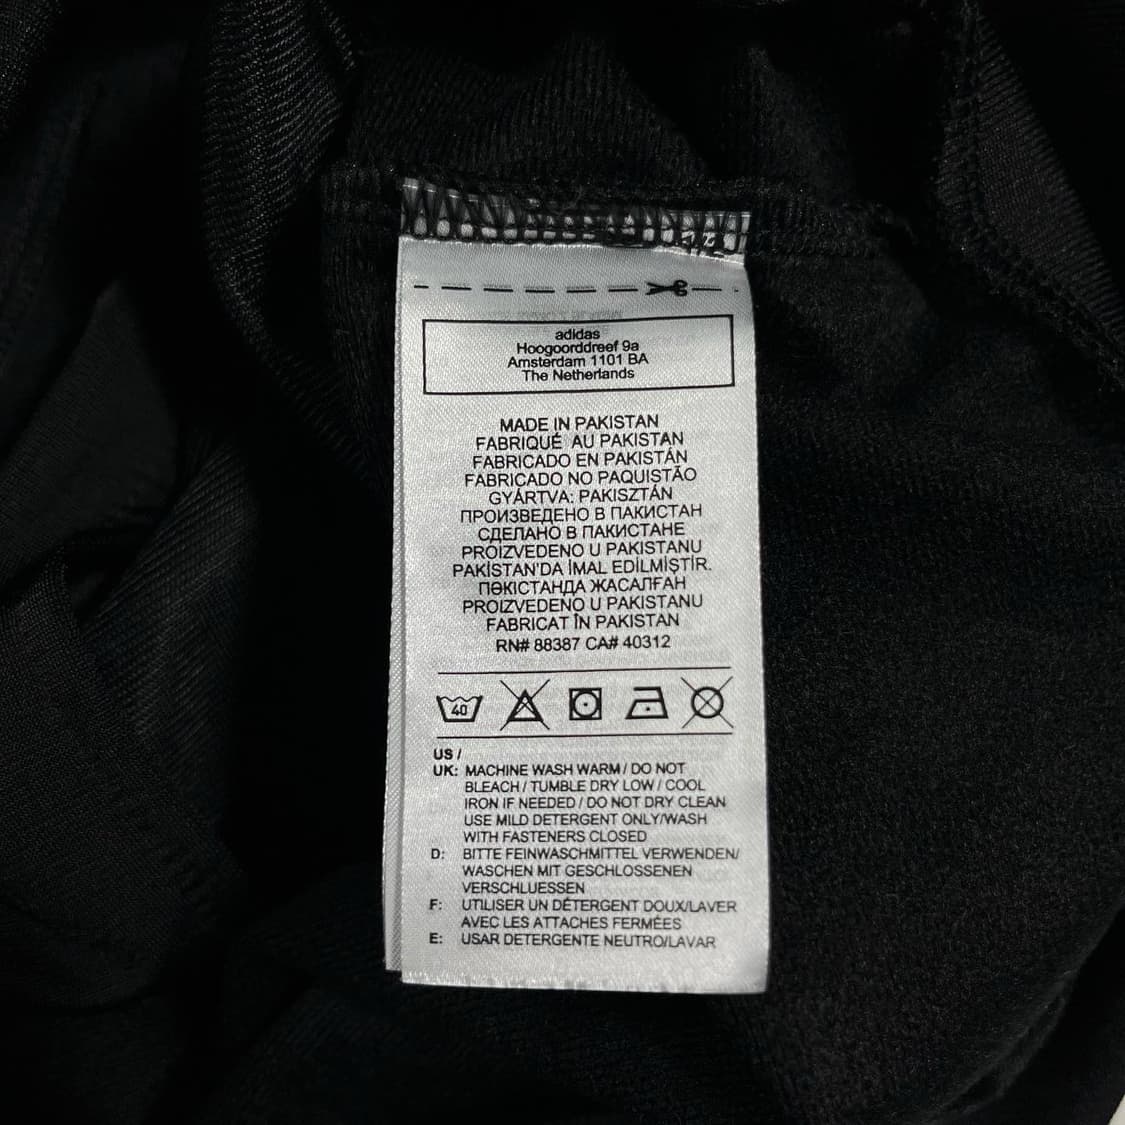 adidas
Hoogoorddreef 9a
Amsterdam 1101 BA
The Netherlands
MADE IN PAKISTAN
FABRIQUÉ AU PAKISTAN
FABRICADO EN PAKISTÁN
FABRICADO NO PAQUISTÃO
GYÁRTVA: PAKISZTÁN
ПРОИЗВЕДЕНО В ПАКИСТАН
СДЕЛАНО В ПАКИСТАНЕ
PROIZVEDENO U PAKISTANU
PAKİSTAN'DA İMAL EDİLMİŞTİR.
ПӘКІСТАНДА ЖАСАЛҒАН
PROIZVEDENO U PAKISTANU
FABRICAT ÎN PAKISTAN
RN# 88387 CA# 40312
40
US /
UK: MACHINE WASH WARM / DO NOT
BLEACH / TUMBLE DRY LOW / COOL
IRON IF NEEDED / DO NOT DRY CLEAN
USE MILD DETERGENT ONLY/WASH
WITH FASTENERS CLOSED
D: BITTE FEINWASCHMITTEL VERWENDEN/
WASCHEN MIT GESCHLOSSENEN
VERSCHLUESSEN
F: UTILISER UN DÉTERGENT DOUX/LAVER
AVEC LES ATTACHES FERMÉES
E: USAR DETERGENTE NEUTRO/LAVAR